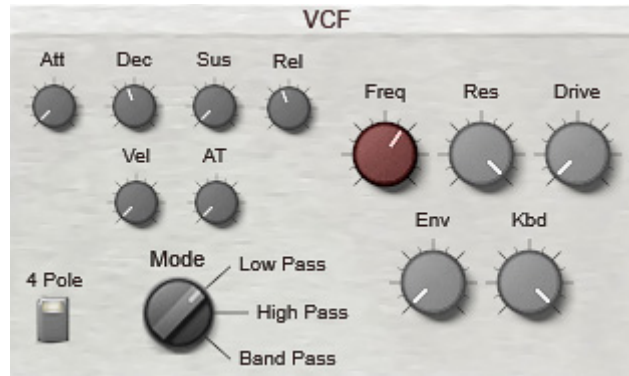 VCF
Att Dec Sus Rel
Freq Res Drive
Vel AT
Env Kbd
Mode
Low Pass
4 Pole
High Pass
Band Pass